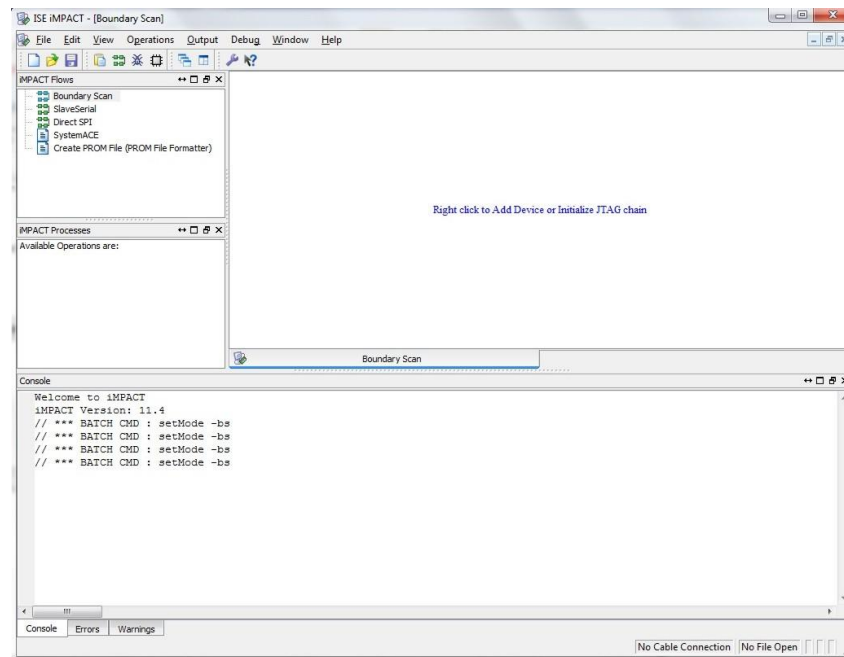 ISE iMPACT - [Boundary Scan]
File Edit View Operations Output Debug Window Help
iMPACT Flows
Boundary Scan
SlaveSerial
Direct SPI
SystemACE
Create PROM File (PROM File Formatter)
Right click to Add Device or Initialize JTAG chain
iMPACT Processes
Available Operations are:
Boundary Scan
Console
Welcome to iMPACT
iMPACT Version: 11.4
// *** BATCH CMD : setMode -bs
// *** BATCH CMD : setMode -bs
// *** BATCH CMD : setMode -bs
// *** BATCH CMD : setMode -bs
Console Errors Warnings
No Cable Connection No File Open